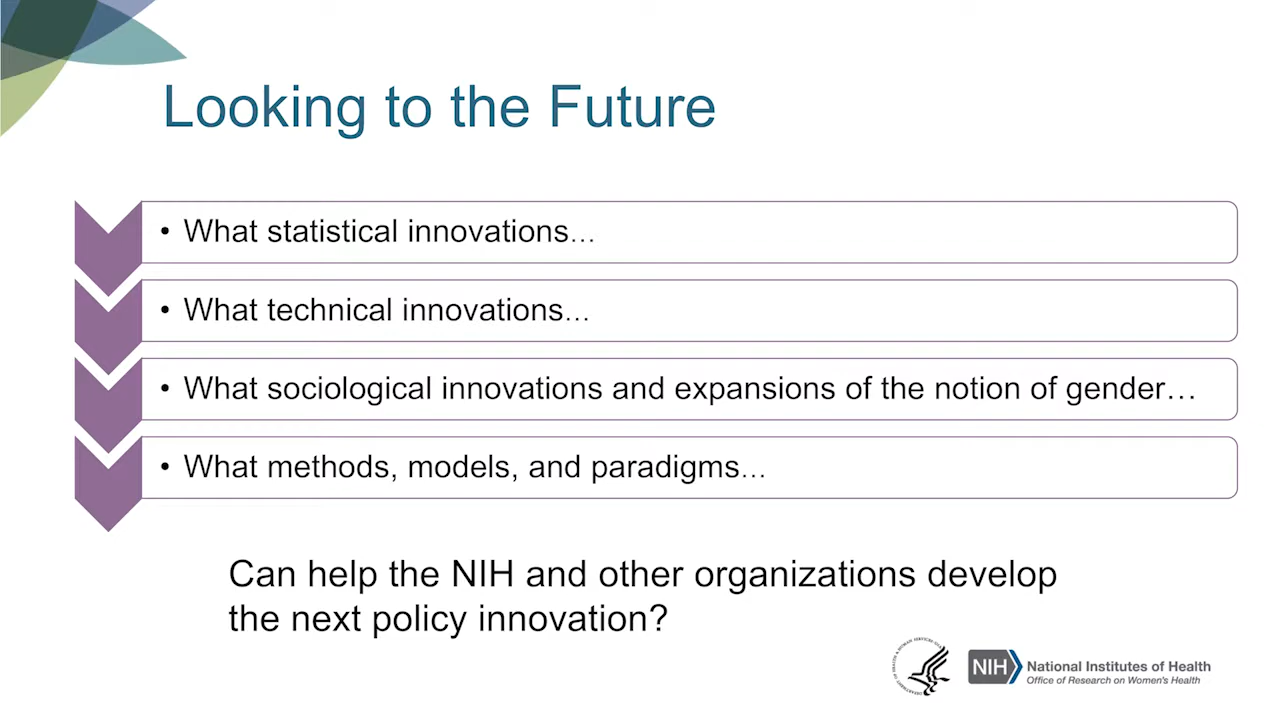 Looking to the Future
• What statistical innovations…
• What technical innovations…
• What sociological innovations and expansions of the notion of gender…
• What methods, models, and paradigms…
Can help the NIH and other organizations develop
the next policy innovation?
NIH
National Institutes of Health
Office of Research on Women's Health